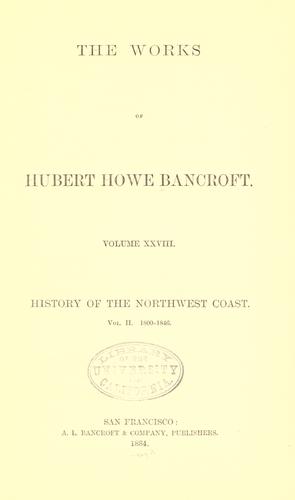 THE WORKS
OF
HUBERT HOWE BANCROFT.
VOLUME XXVIII.
HISTORY OF THE NORTHWEST COAST.
VOL. II. 1800-1846.
LIBRARY
OF THE
UNIVERSITY
OF
CALIFORNIA.
SAN FRANCISCO:
A. L. BANCROFT & COMPANY, PUBLISHERS.
1884.